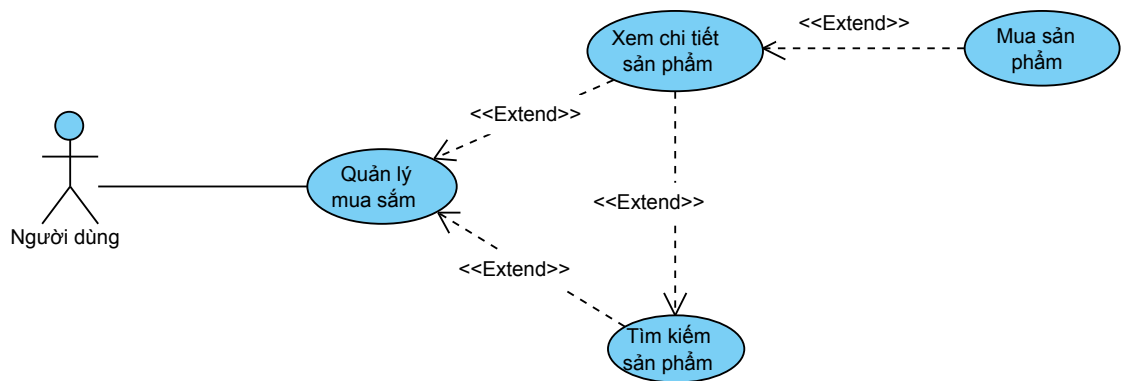 Xem chi tiết
sản phẩm
<<Extend>>
Mua sản
phẩm
<<Extend>>
Quản lý
mua sắm
<<Extend>>
Người dùng
<<Extend>>
Tìm kiếm
sản phẩm